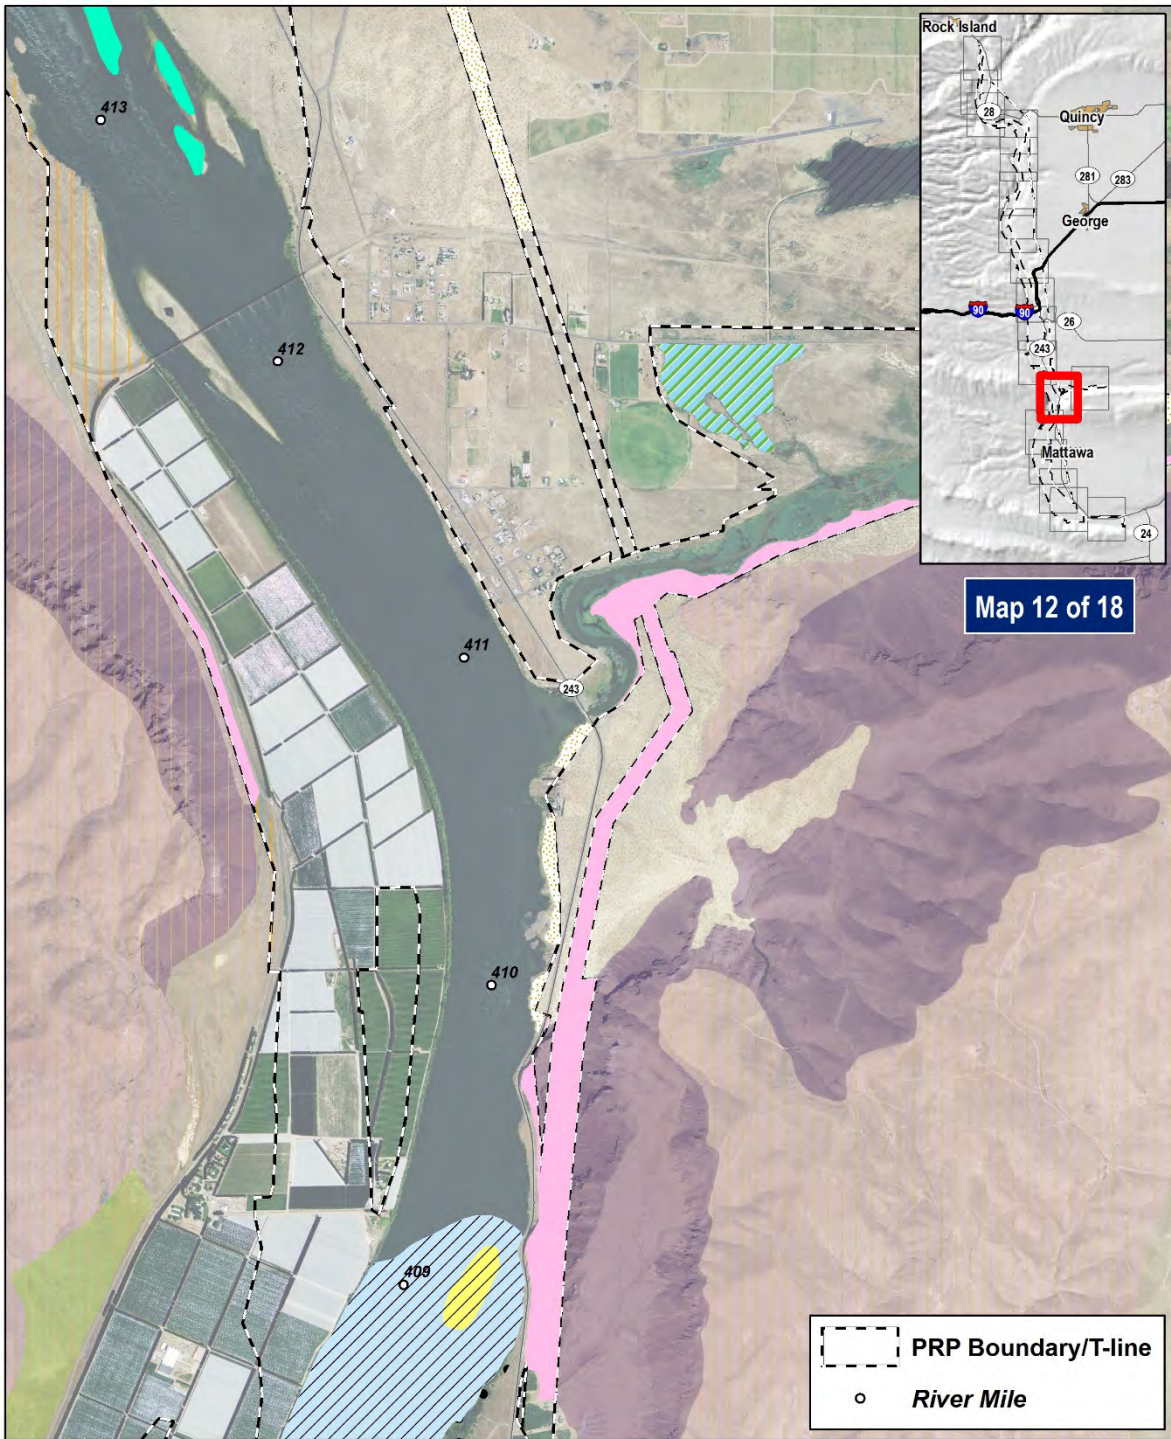 413
412
411
243
410
409
Rock Island
28
Quincy
281
283
George
90
90
26
243
Mattawa
24
Map 12 of 18
PRP Boundary/T-line
River Mile